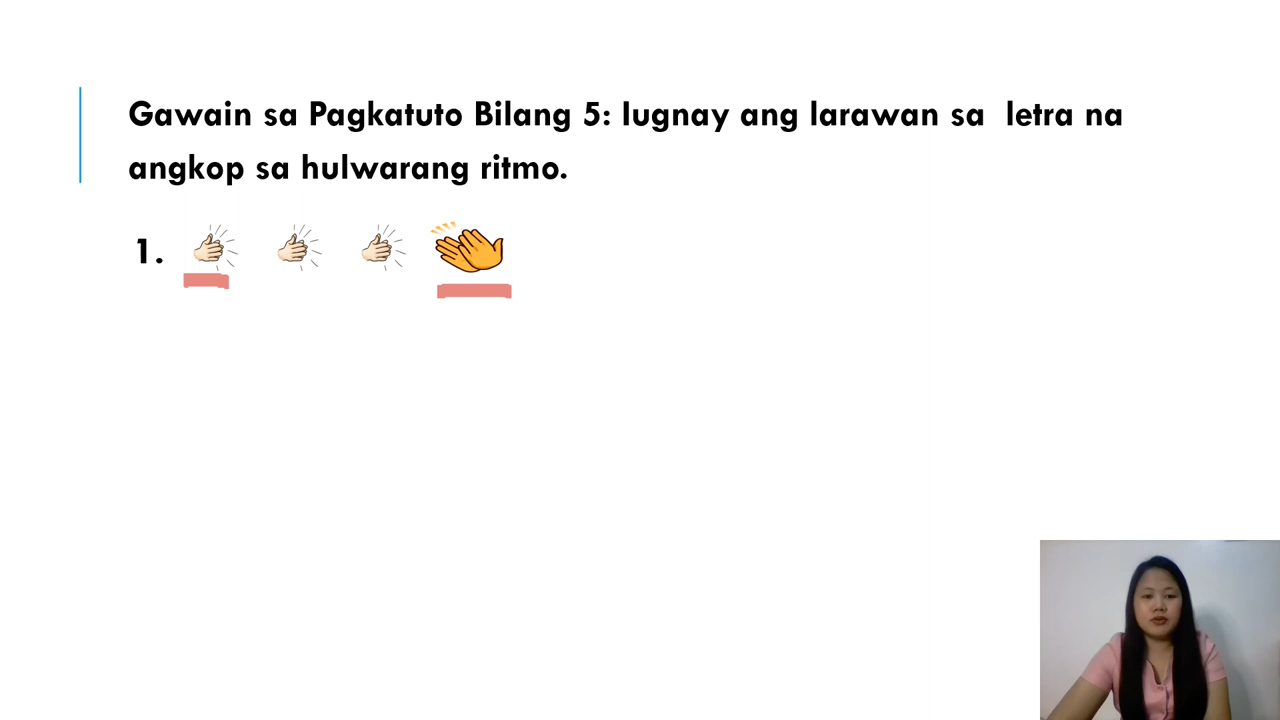 Gawain sa Pagkatuto Bilang 5: Iugnay ang larawan sa letra na
angkop sa hulwarang ritmo.
1.